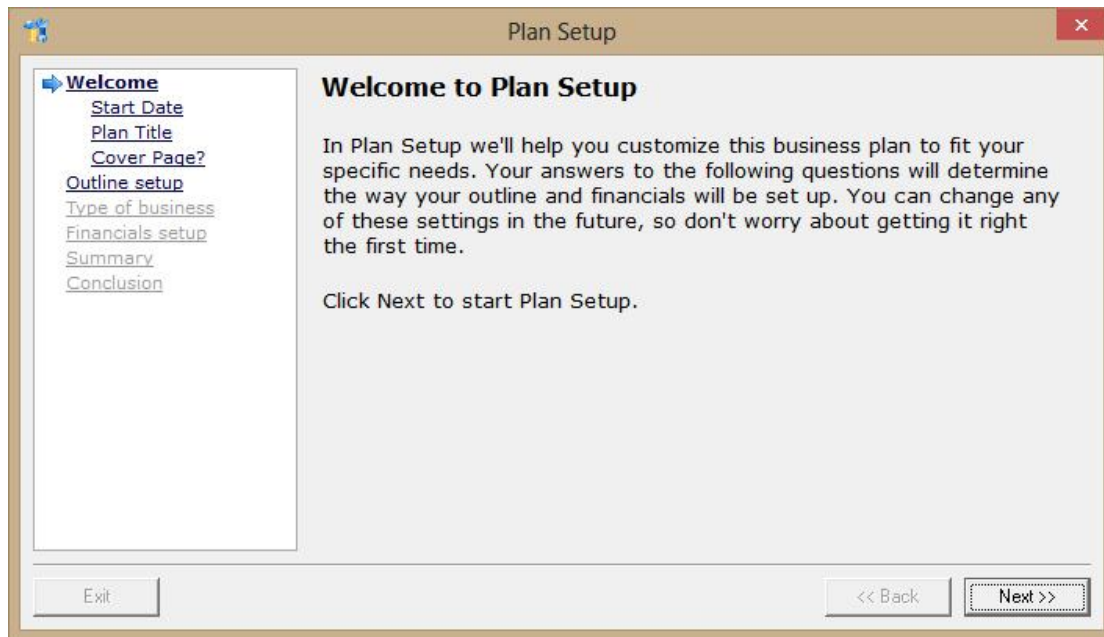 Plan Setup
Welcome
Start Date
Plan Title
Cover Page?
Outline setup
Type of business
Financials setup
Summary
Conclusion
Welcome to Plan Setup
In Plan Setup we'll help you customize this business plan to fit your
specific needs. Your answers to the following questions will determine
the way your outline and financials will be set up. You can change any
of these settings in the future, so don't worry about getting it right
the first time.
Click Next to start Plan Setup.
Exit
<< Back
Next >>